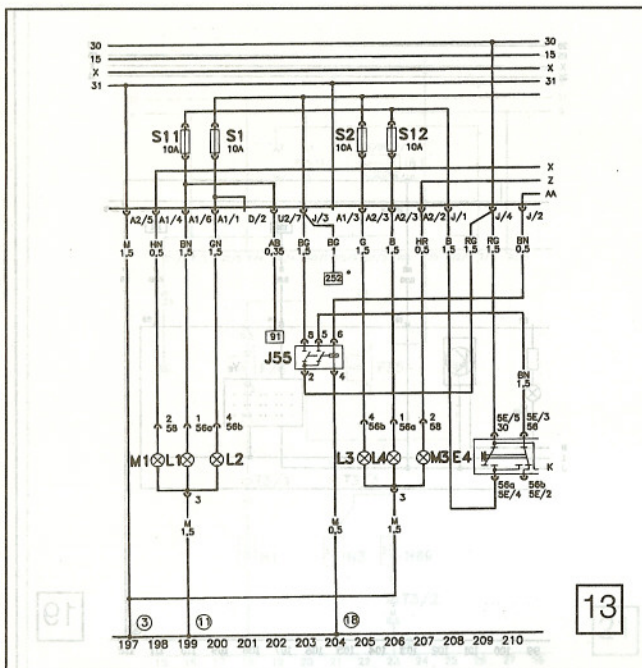 30 30
15 15
X X
31 31
S11 S1 S2 S12
10A 10A 10A 10A
X
Z
AA
A2/5 A1/4 A1/6 A1/1 D/2 U2/7 J/3 A1/3 A2/3 A2/3 A2/2 J/1 J/4 J/2
M HN BN GN AB BG BG G B HR B RG RG BN
1,5 0,5 1,5 1,5 0,35 1,5 1 1,5 1,5 0,5 1,5 1,5 1,5 0,5
252 *
91
8 5 6
J55
2 4
BN
1,5
2 1 4 4 1 2 5E/5 5E/3
58 56a 56b 56b 56a 58 30 56
M1 L1 L2 L3 L4 M3 E4
K
3 3
56a 56b
5E/4 5E/2
M M M
1,5 0,5 1,5
13
3 11 18
197 198 199 200 201 202 203 204 205 206 207 208 209 210